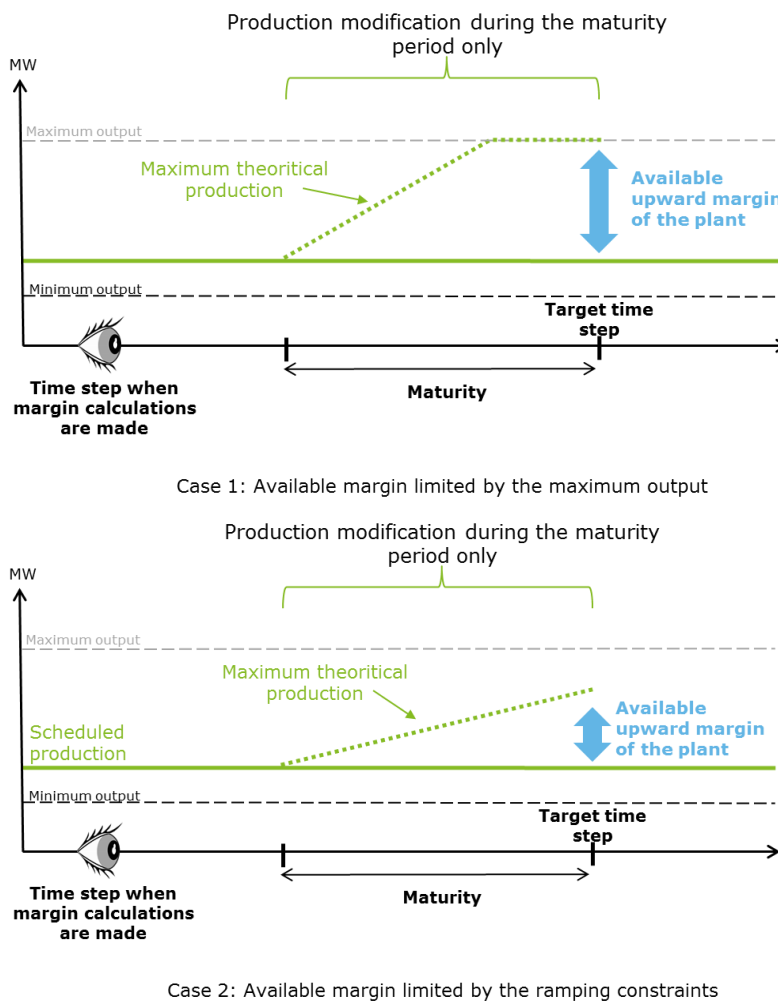 Production modification during the maturity
period only
MW
Maximum output
Maximum theoritical
production
Available
upward margin
of the plant
Minimum output
Target time
step
Time step when
margin calculations
are made
Maturity
Case 1: Available margin limited by the maximum output
Production modification during the maturity
period only
MW
Maximum output
Maximum theoritical
production
Scheduled
production
Available
upward margin
of the plant
Minimum output
Target time
step
Time step when
margin calculations
are made
Maturity
Case 2: Available margin limited by the ramping constraints